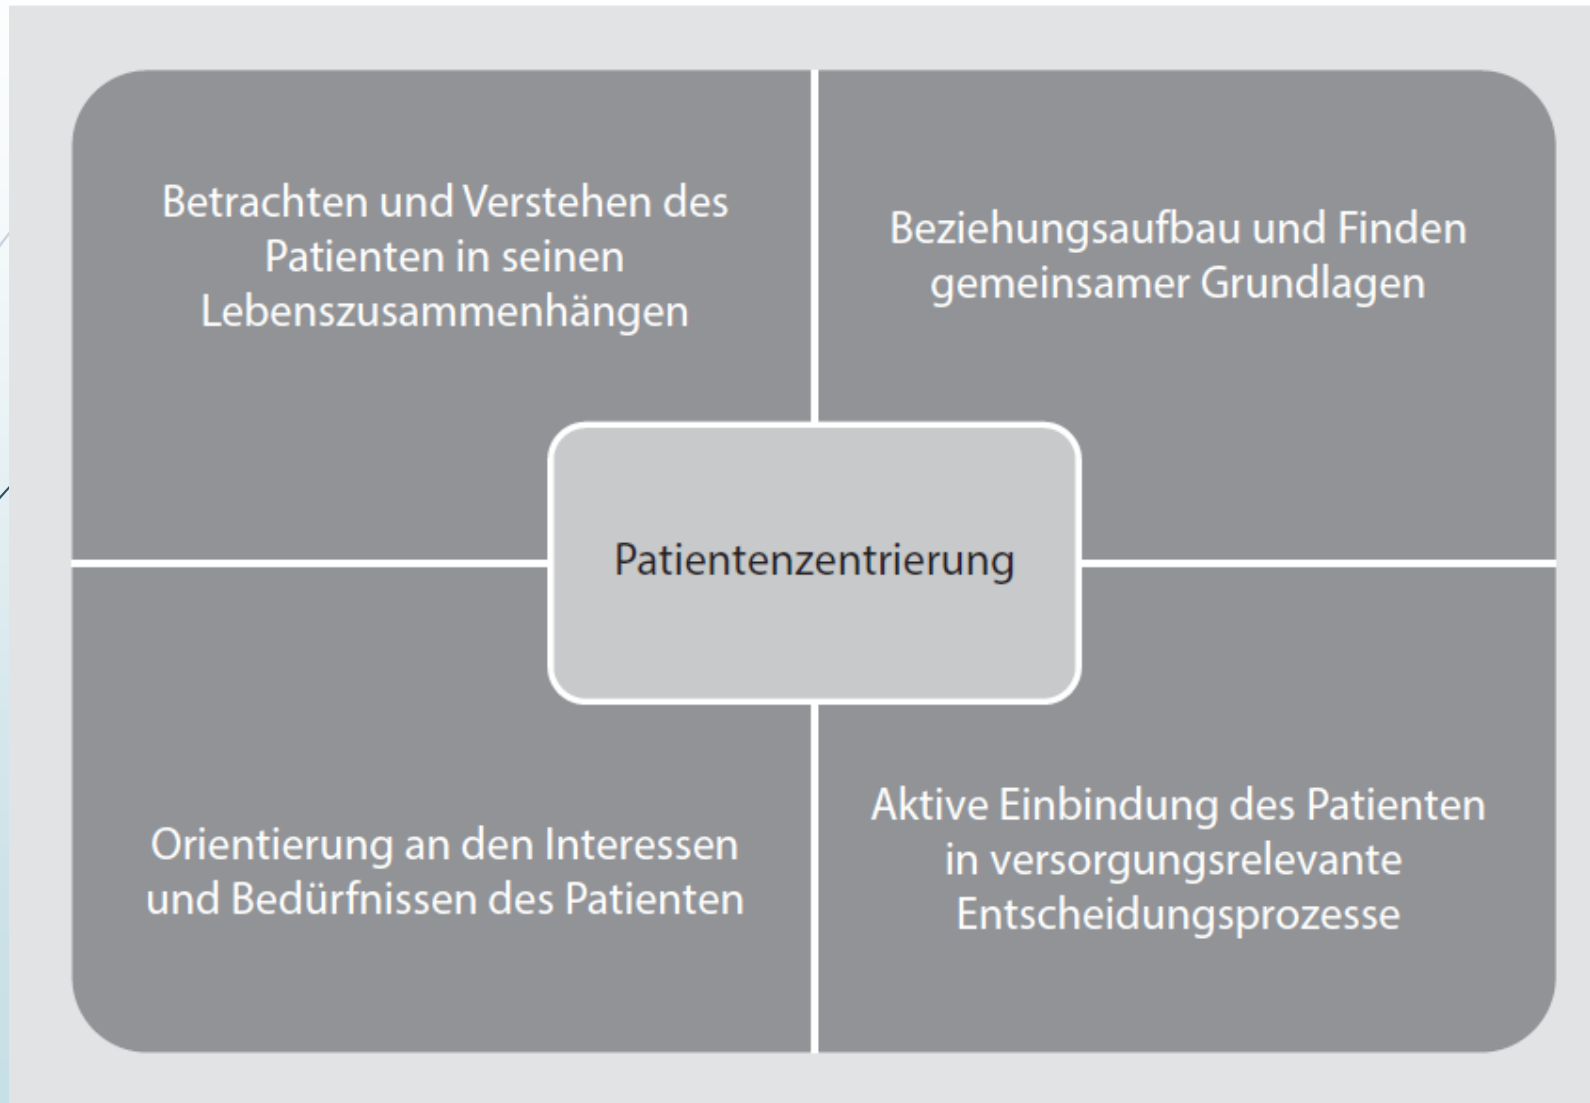 Betrachten und Verstehen des
Patienten in seinen
Lebenszusammenhängen
Beziehungsaufbau und Finden
gemeinsamer Grundlagen
Patientenzentrierung
Orientierung an den Interessen
und Bedürfnissen des Patienten
Aktive Einbindung des Patienten
in versorgungsrelevante
Entscheidungsprozesse